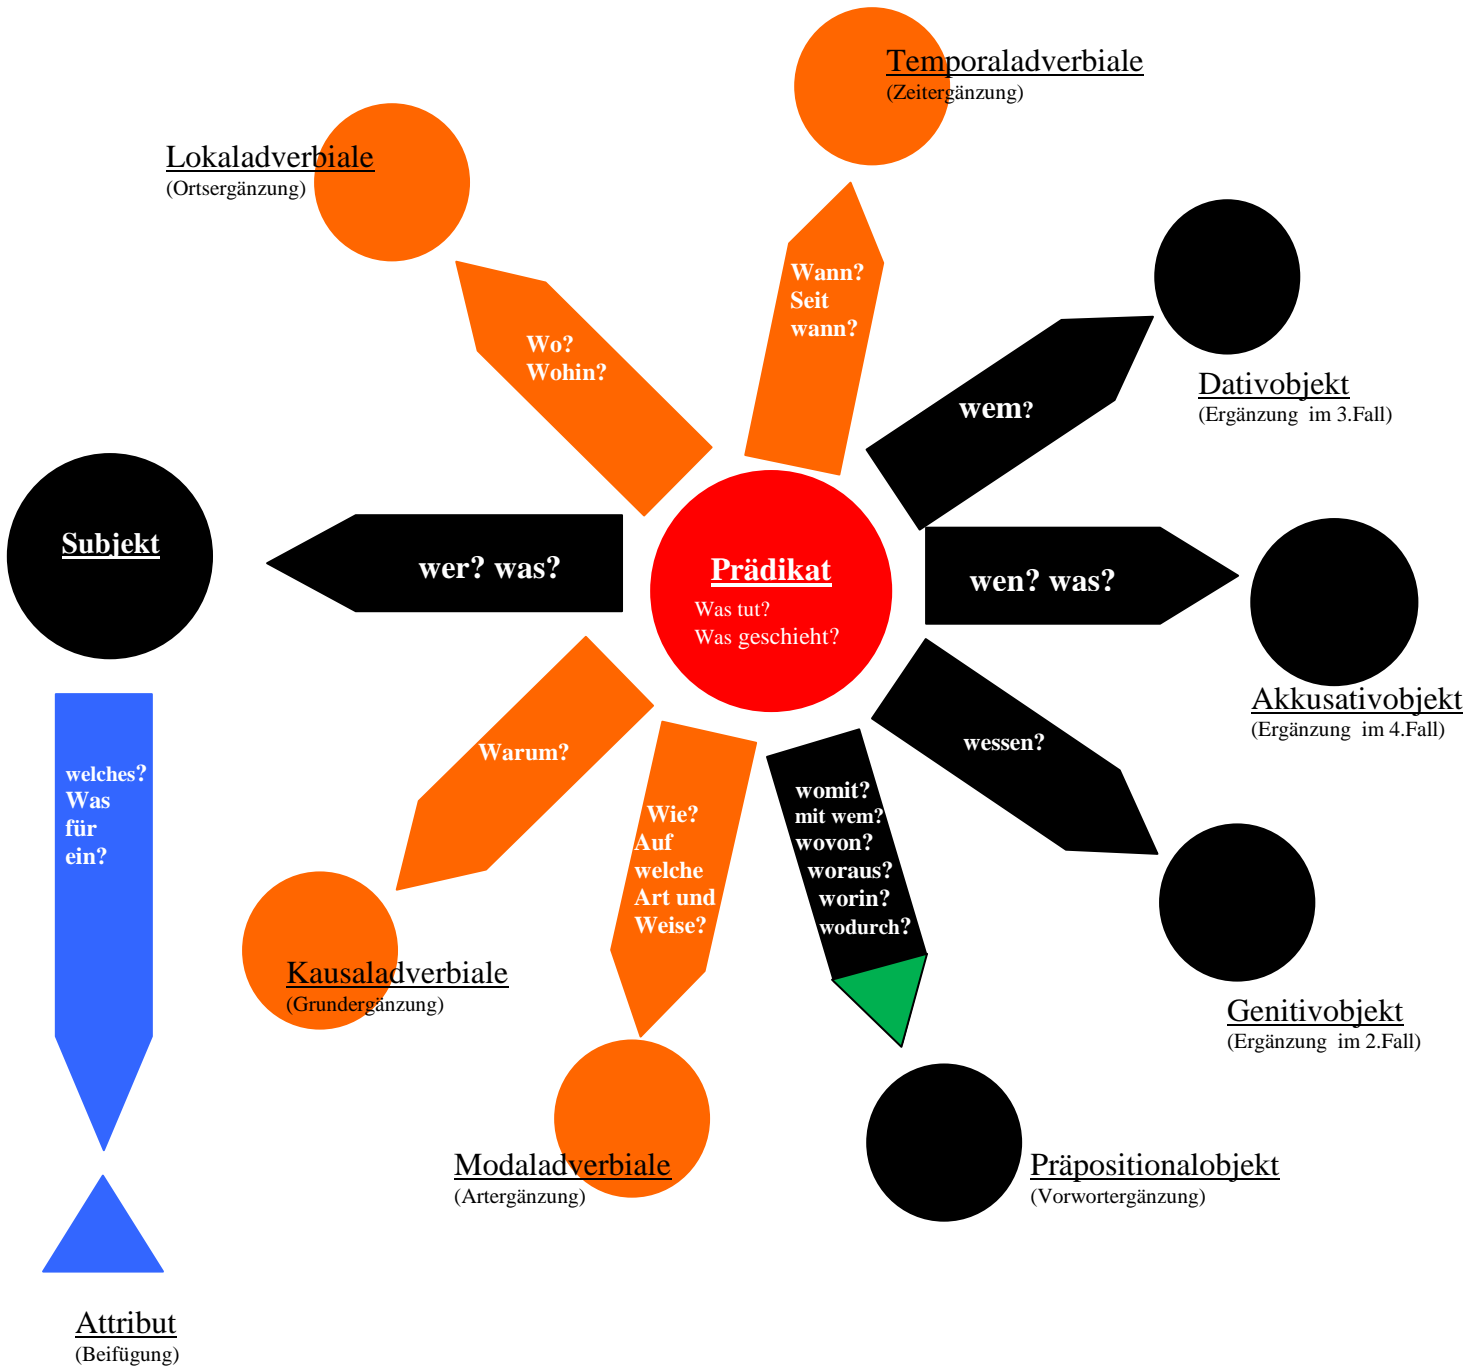 Temporaladverbiale
(Zeitergänzung)
Lokaladverbiale
(Ortsergänzung)
Wann?
Seit
wann?
Wo?
Wohin?
wem?
Dativobjekt
(Ergänzung im 3.Fall)
Subjekt
wer? was?
Prädikat
Was tut?
Was geschieht?
wen? was?
Akkusativobjekt
(Ergänzung im 4.Fall)
welches?
Was
für
ein?
Warum?
Wie?
Auf
welche
Art und
Weise?
womit?
mit wem?
wovon?
woraus?
worin?
wodurch?
wessen?
Kausaladverbiale
(Grundergänzung)
Genitivobjekt
(Ergänzung im 2.Fall)
Modaladverbiale
(Artergänzung)
Präpositionalobjekt
(Vorwortergänzung)
Attribut
(Beifügung)